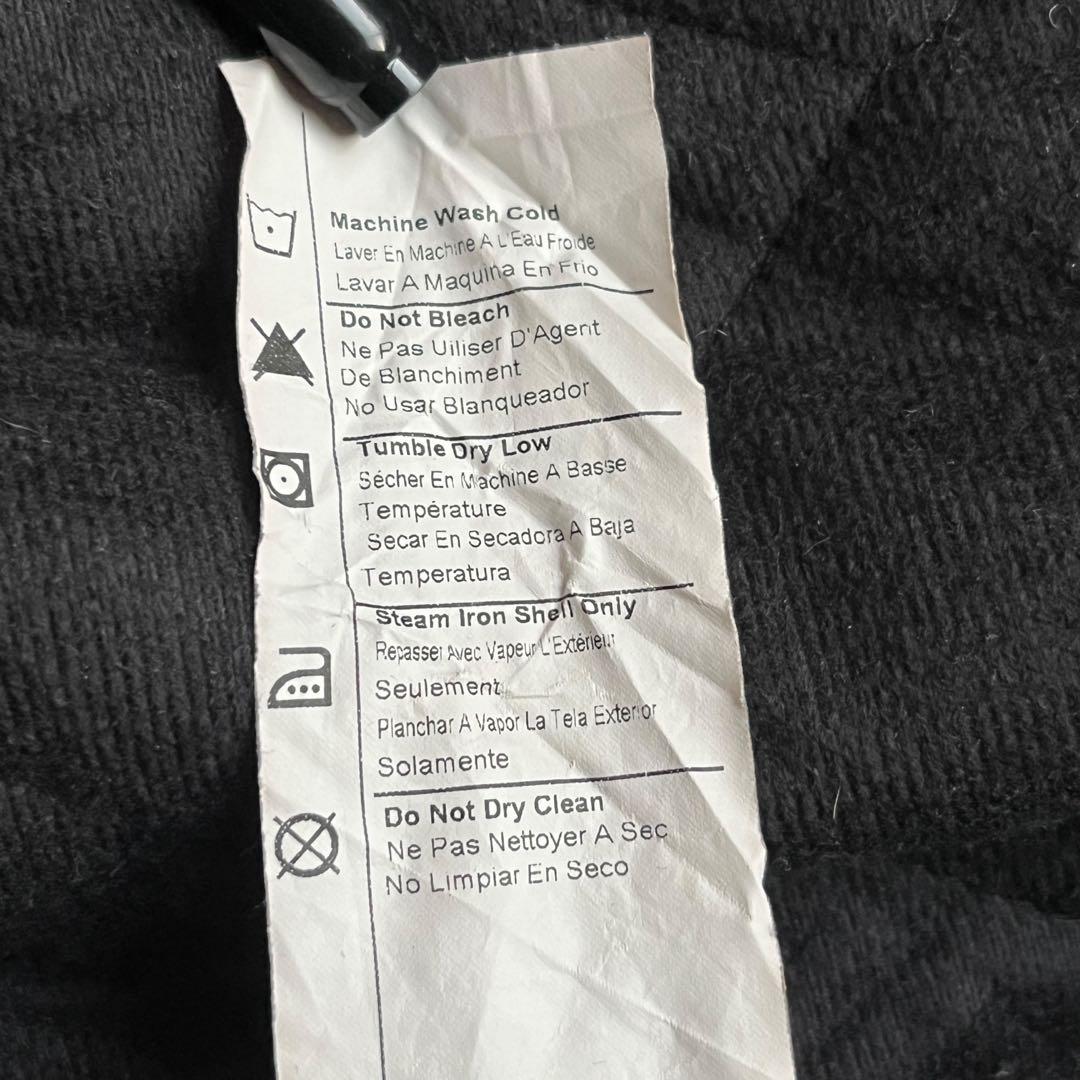 Machine Wash Cold
Laver En Machine A L'Eau Froide
Lavar A Maquina En Frio
Do Not Bleach
Ne Pas Uiliser D'Agent
De Blanchiment
No Usar Blanqueador
Tumble Dry Low
Sécher En Machine A Basse
Température
Secar En Secadora A Baja
Temperatura
Steam Iron Shell Only
Repasser Avec Vapeur L'Extérieur
Seulement
Planchar A Vapor La Tela Exterior
Solamente
Do Not Dry Clean
Ne Pas Nettoyer A Sec
No Limpiar En Seco